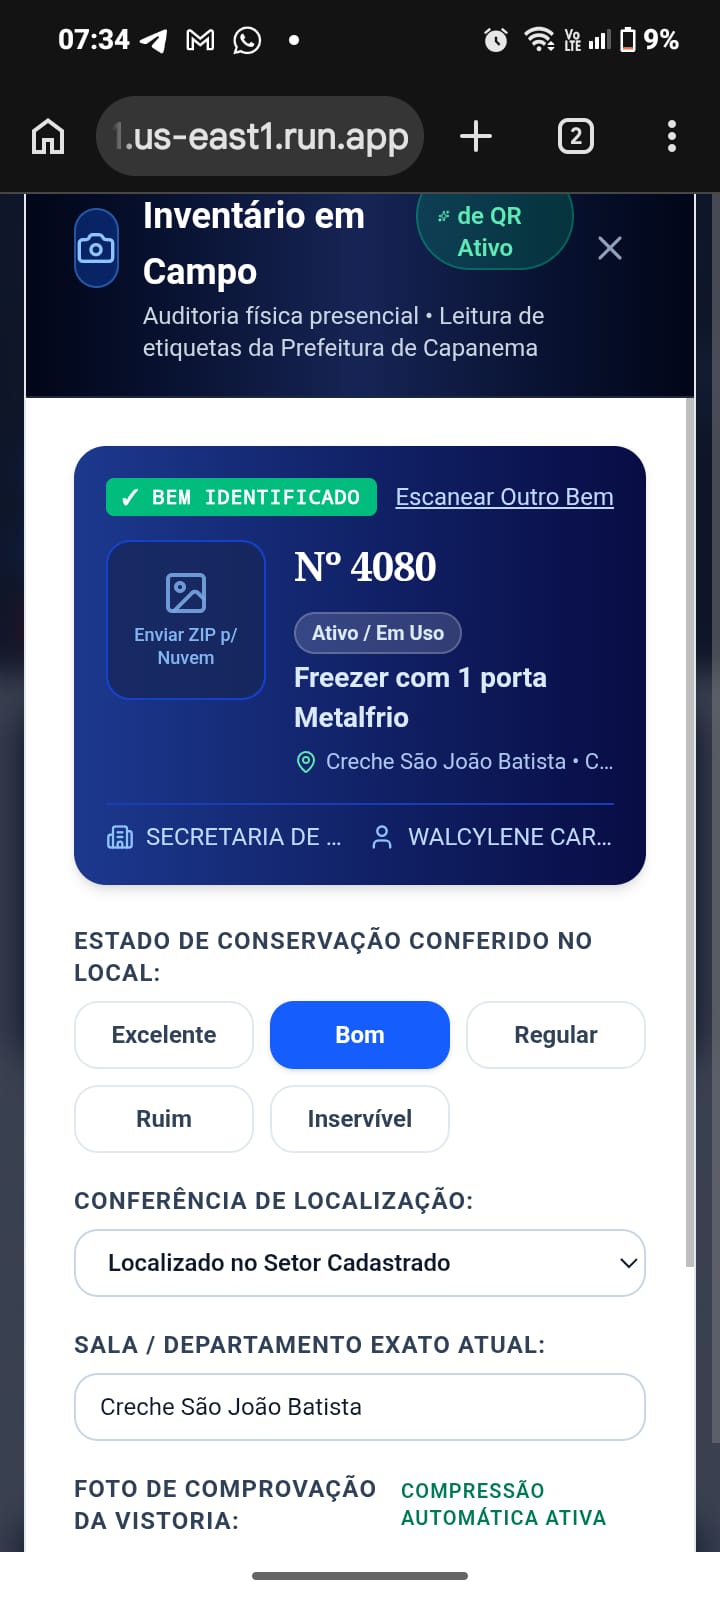 07:34
Vo LTE
9%
1.us-east1.run.app
2
Inventário em
Campo
de QR
Ativo
Auditoria física presencial • Leitura de
etiquetas da Prefeitura de Capanema
✓ BEM IDENTIFICADO
Escanear Outro Bem
Enviar ZIP p/
Nuvem
Nº 4080
Ativo / Em Uso
Freezer com 1 porta
Metalfrio
Creche São João Batista • C...
SECRETARIA DE ...
WALCYLENE CAR...
ESTADO DE CONSERVAÇÃO CONFERIDO NO
LOCAL:
Excelente
Bom
Regular
Ruim
Inservível
CONFERÊNCIA DE LOCALIZAÇÃO:
Localizado no Setor Cadastrado
SALA / DEPARTAMENTO EXATO ATUAL:
Creche São João Batista
FOTO DE COMPROVAÇÃO
DA VISTORIA:
COMPRESSÃO
AUTOMÁTICA ATIVA